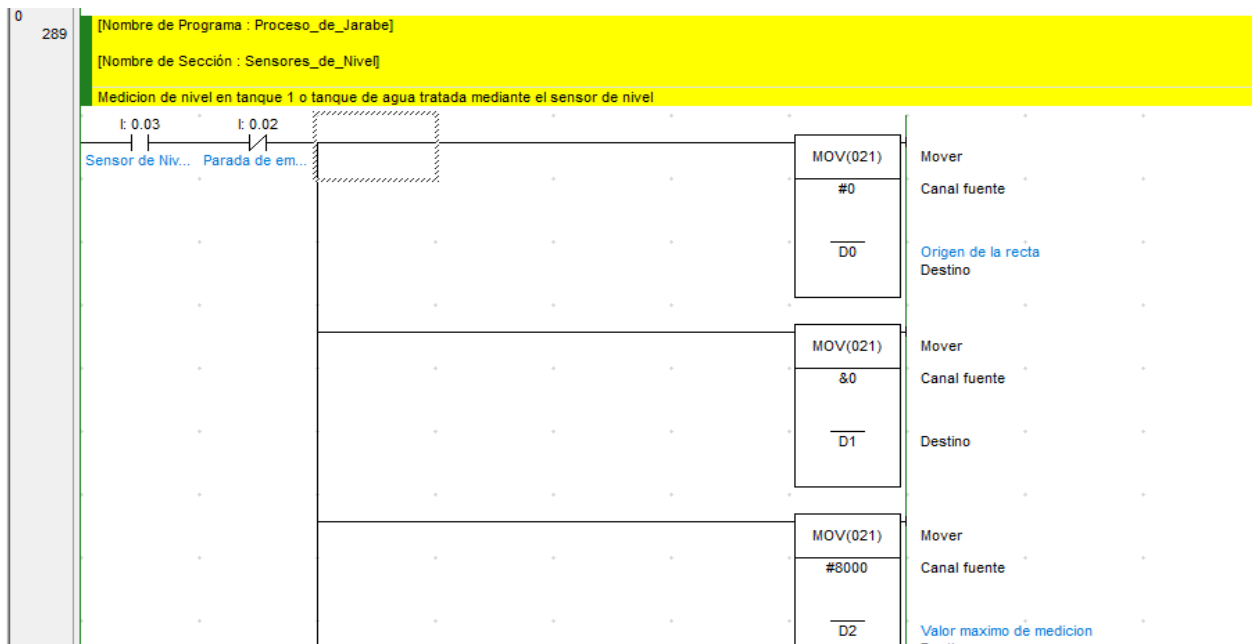 0
289
[Nombre de Programa : Proceso_de_Jarabe]
[Nombre de Sección : Sensores_de_Nivel]
Medicion de nivel en tanque 1 o tanque de agua tratada mediante el sensor de nivel
I: 0.03 I: 0.02
Sensor de Niv... Parada de em...
MOV(021) Mover
#0 Canal fuente
D0 Origen de la recta
Destino
MOV(021) Mover
&0 Canal fuente
D1 Destino
MOV(021) Mover
#8000 Canal fuente
D2 Valor maximo de medicion